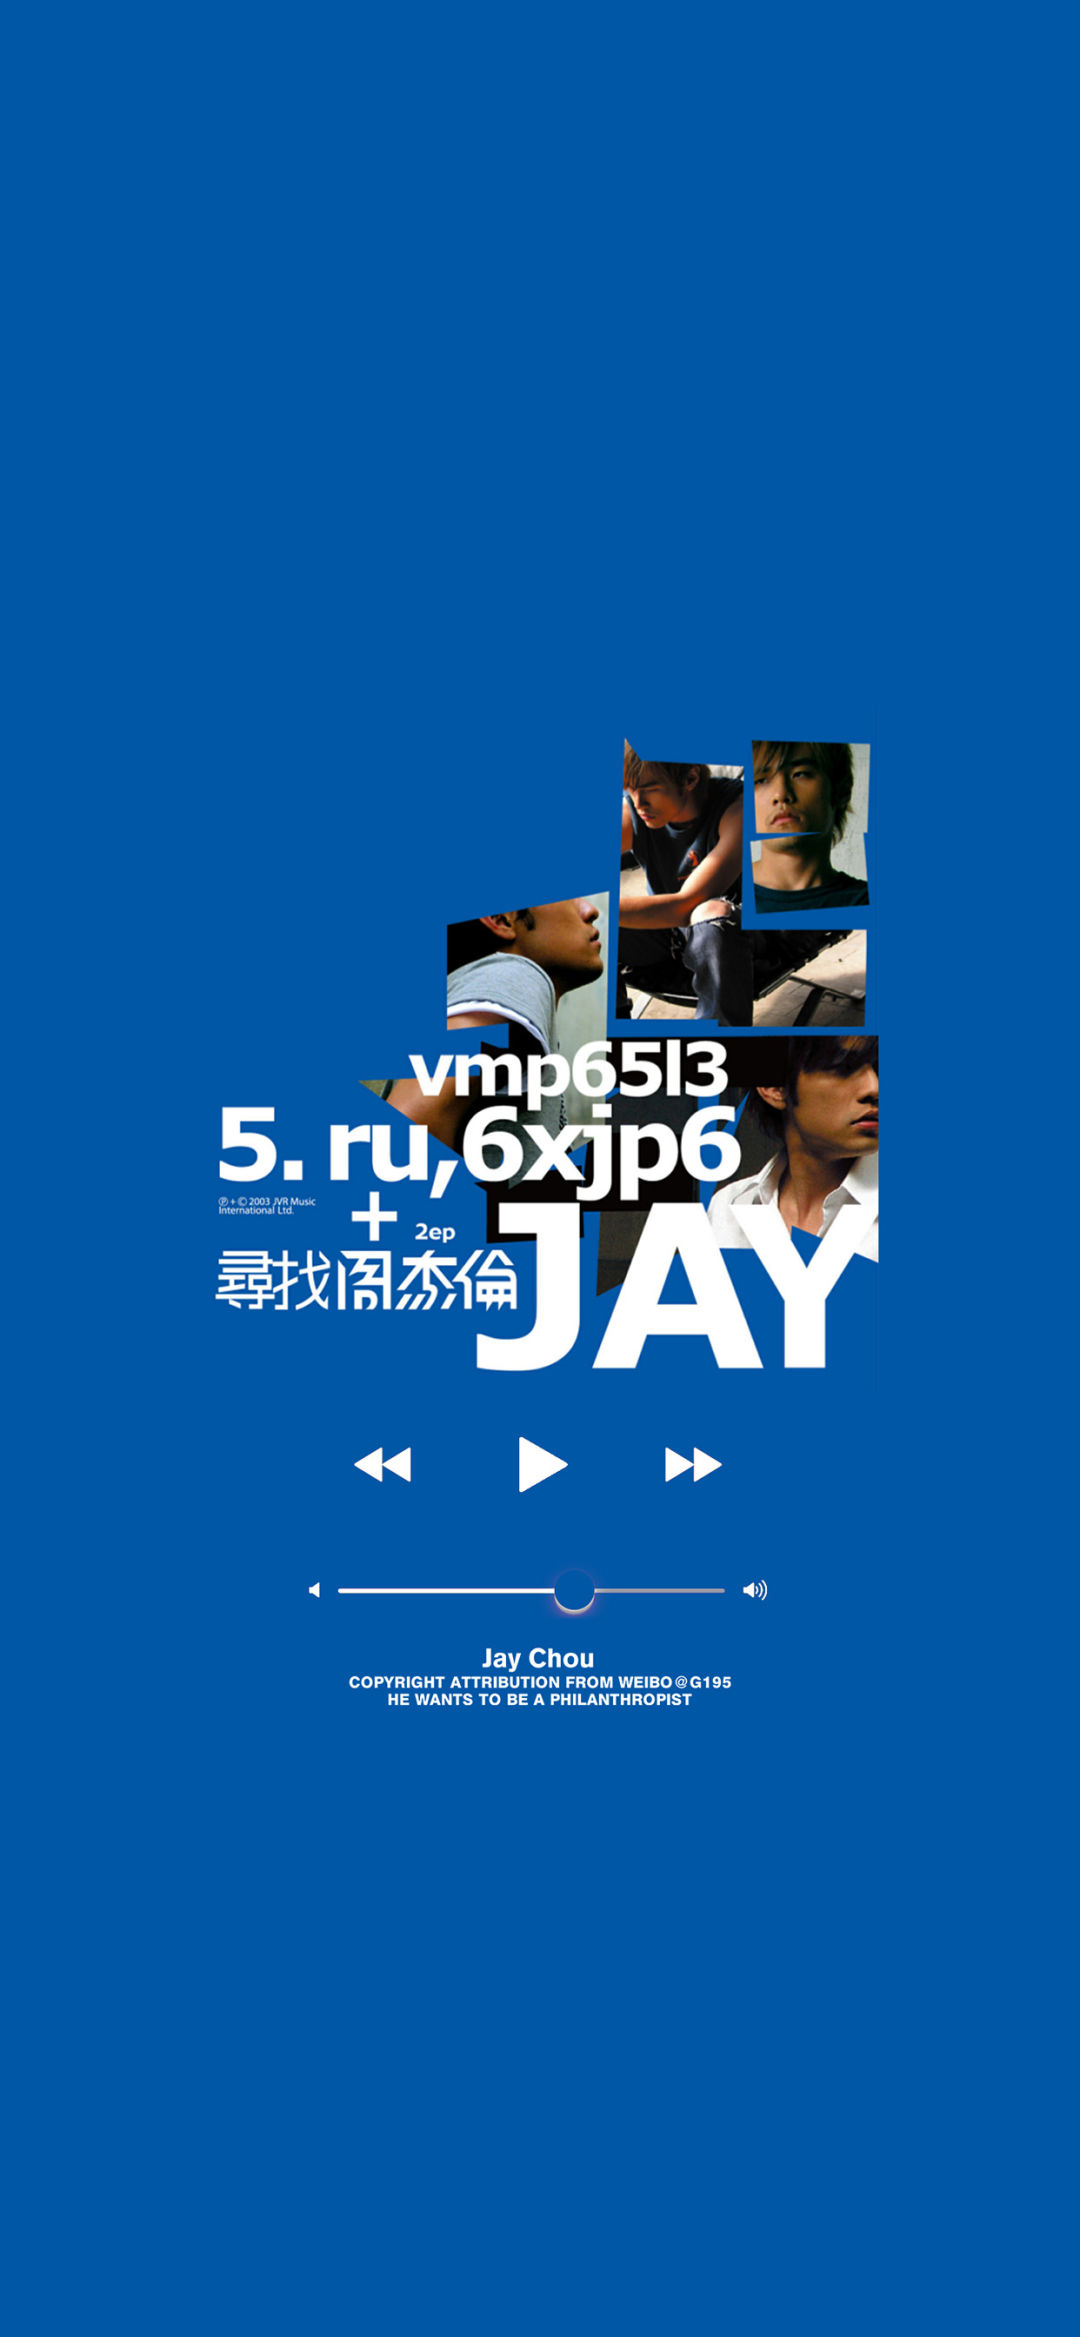 vmp65l3
5. ru,6xjp6
℗ + © 2003 JVR Music
International Ltd.
+ 2ep
尋找周杰倫
JAY
Jay Chou
COPYRIGHT ATTRIBUTION FROM WEIBO@G195
HE WANTS TO BE A PHILANTHROPIST